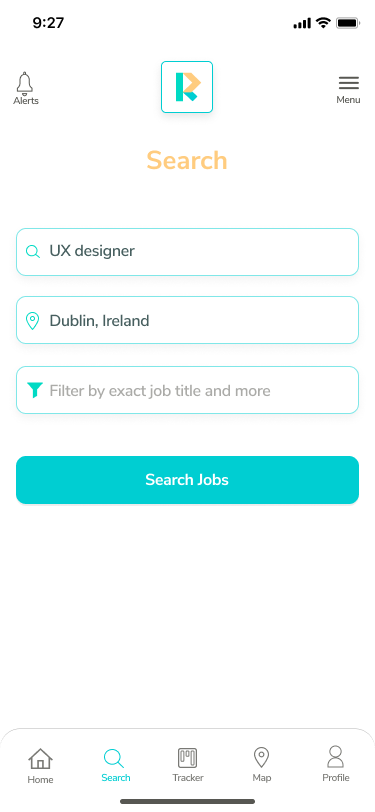 9:27
Alerts
Menu
Search
UX designer
Dublin, Ireland
Filter by exact job title and more
Search Jobs
Home
Search
Tracker
Map
Profile